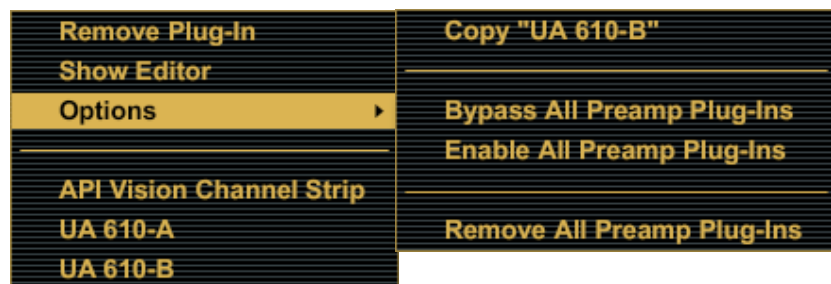 Remove Plug-In
Show Editor
Options
API Vision Channel Strip
UA 610-A
UA 610-B
Copy "UA 610-B"
Bypass All Preamp Plug-Ins
Enable All Preamp Plug-Ins
Remove All Preamp Plug-Ins